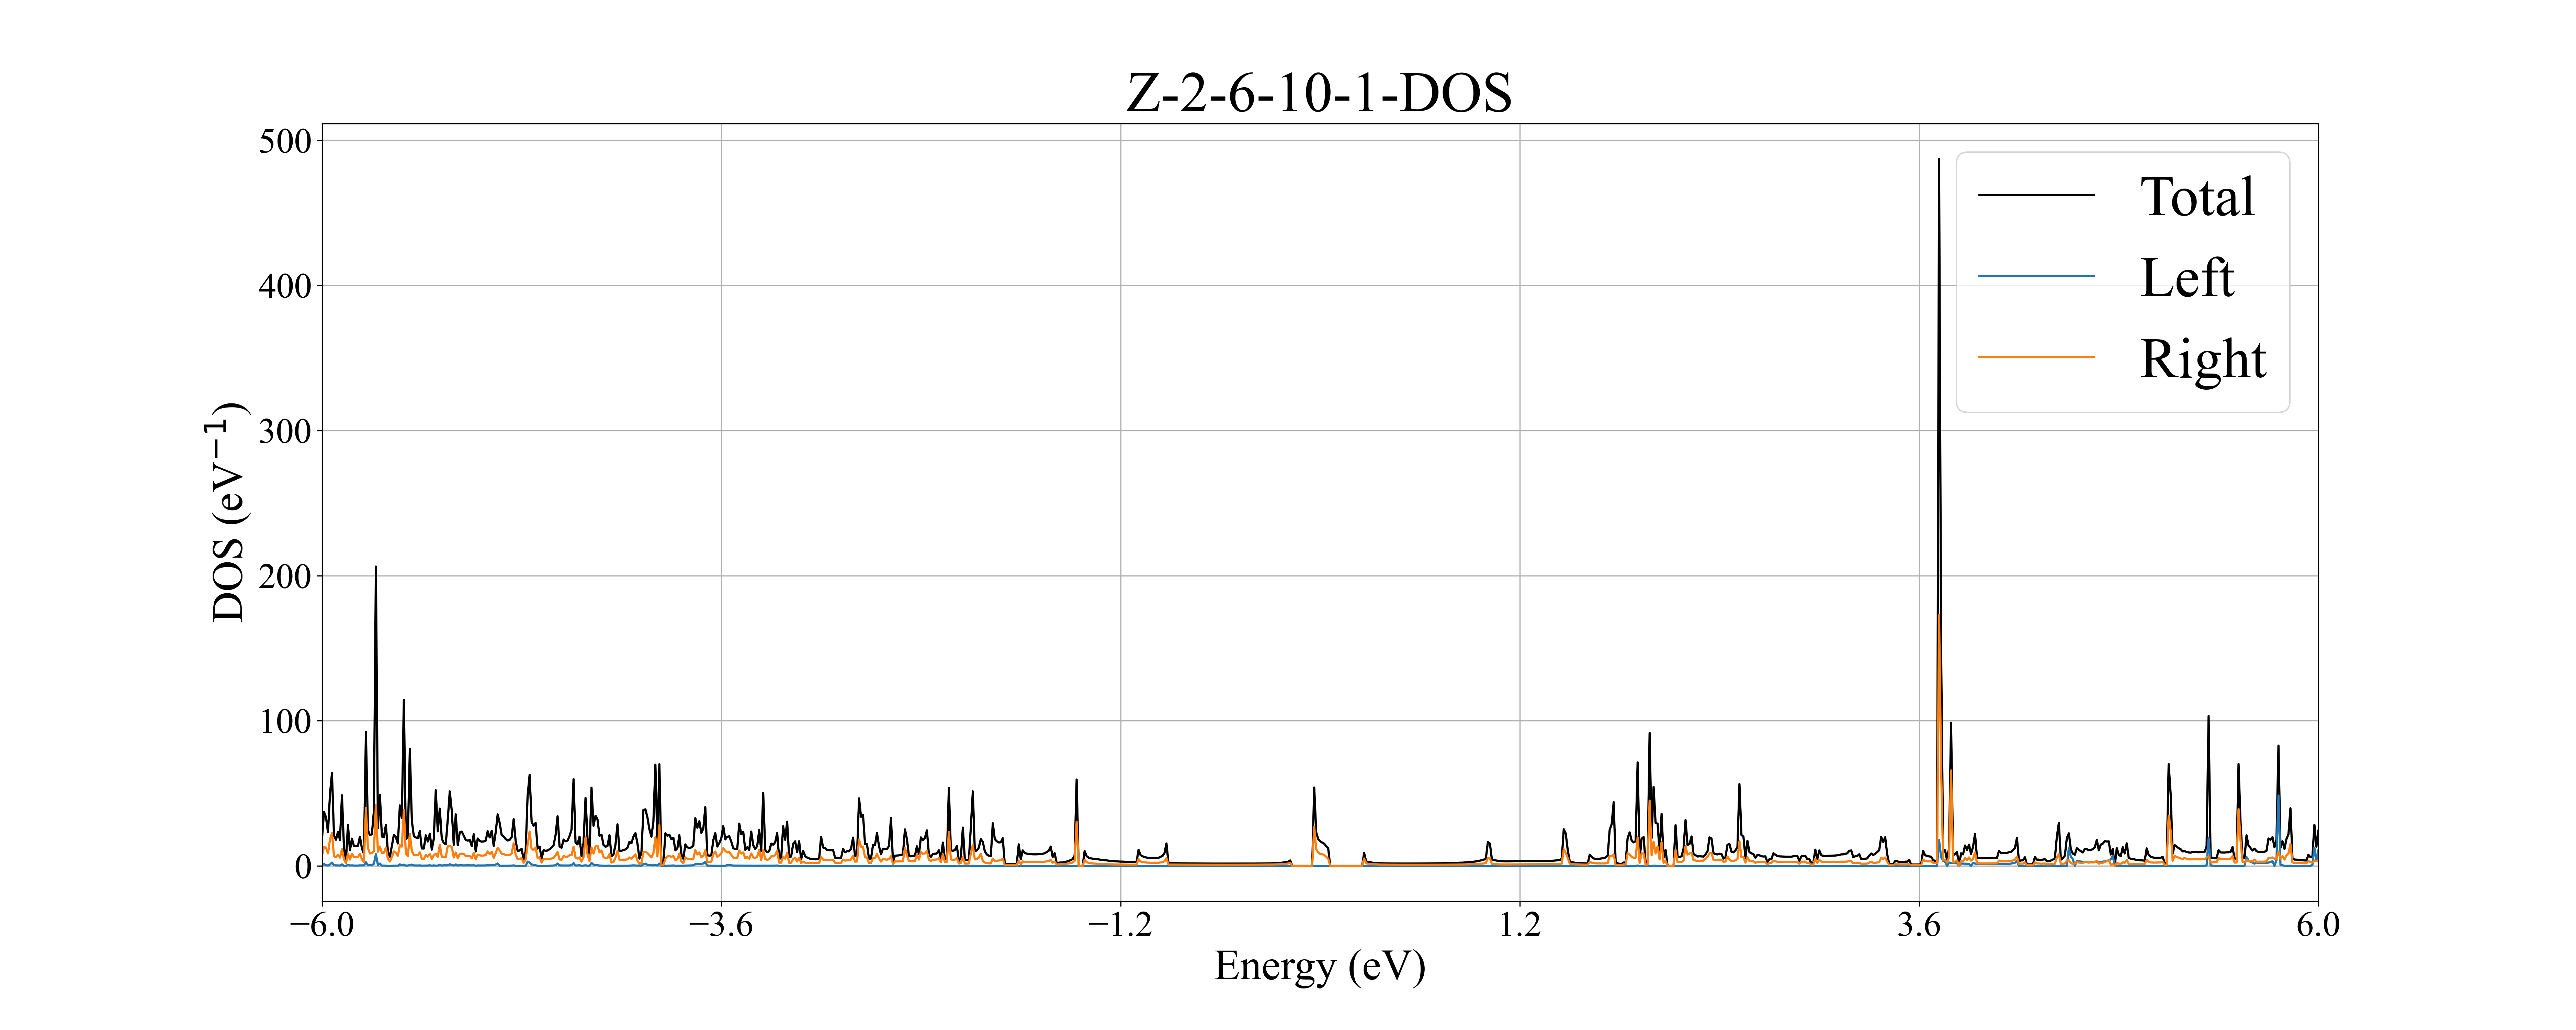 Z-2-6-10-1-DOS
500
400
300
200
100
0
DOS (eV⁻¹)
Total
Left
Right
−6.0 −3.6 −1.2 1.2 3.6 6.0
Energy (eV)